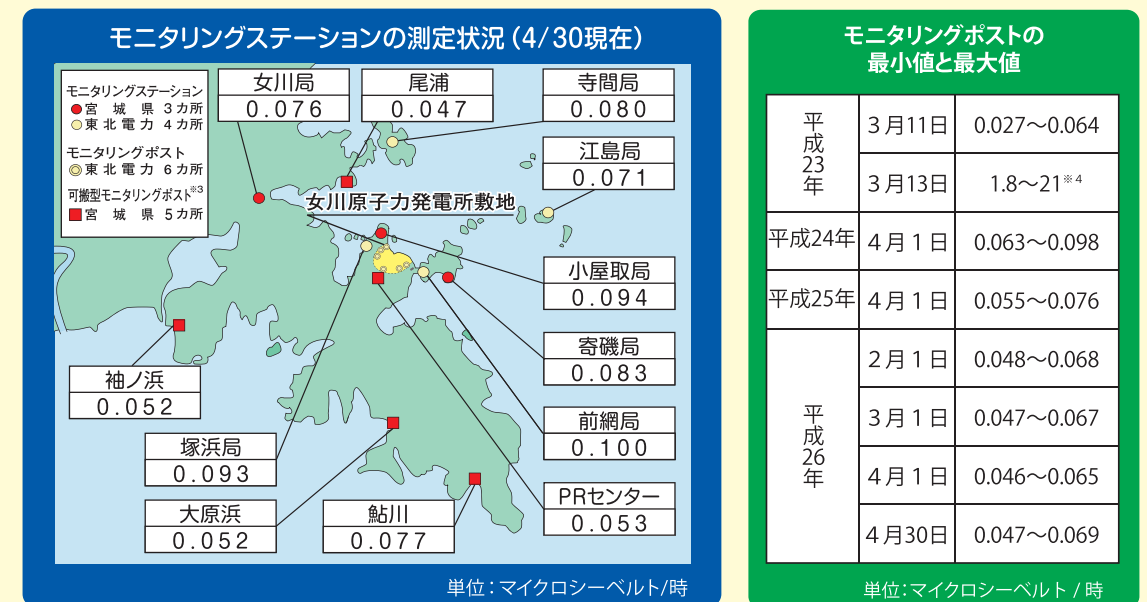 モニタリングステーションの測定状況(4/30現在)
モニタリングステーション
宮城県3カ所
東北電力4カ所
モニタリングポスト
東北電力6カ所
可搬型モニタリングポスト※3
宮城県5カ所
女川局
0.076
尾浦
0.047
寺間局
0.080
江島局
0.071
女川原子力発電所敷地
小屋取局
0.094
寄磯局
0.083
前網局
0.100
PRセンター
0.053
袖ノ浜
0.052
塚浜局
0.093
大原浜
0.052
鮎川
0.077
単位:マイクロシーベルト/時
モニタリングポストの
最小値と最大値
平成23年
3月11日 0.027〜0.064
3月13日 1.8〜21※4
平成24年 4月1日 0.063〜0.098
平成25年 4月1日 0.055〜0.076
平成26年
2月1日 0.048〜0.068
3月1日 0.047〜0.067
4月1日 0.046〜0.065
4月30日 0.047〜0.069
単位:マイクロシーベルト/時